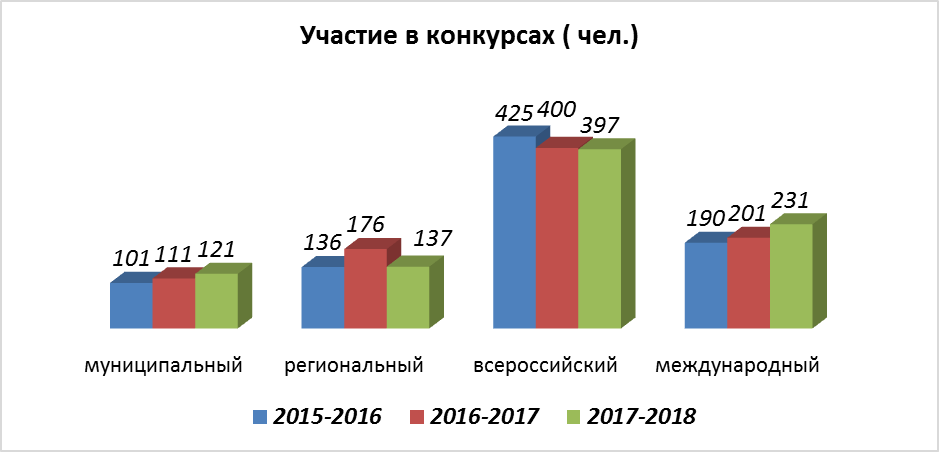 Участие в конкурсах ( чел.)
425 400 397
190 201 231
136 176 137
101 111 121
муниципальный региональный всероссийский международный
2015-2016 2016-2017 2017-2018